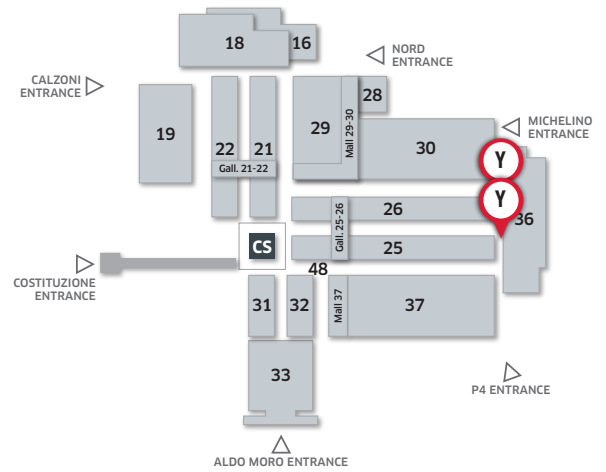 18
16
NORD
ENTRANCE
CALZONI
ENTRANCE
28
19
22
21
29
Mall 29-30
30
MICHELINO
ENTRANCE
Y
Gall. 21-22
Y
26
36
Gall. 25-26
CS
25
48
COSTITUZIONE
ENTRANCE
31
32
Mall 37
37
33
P4 ENTRANCE
ALDO MORO ENTRANCE